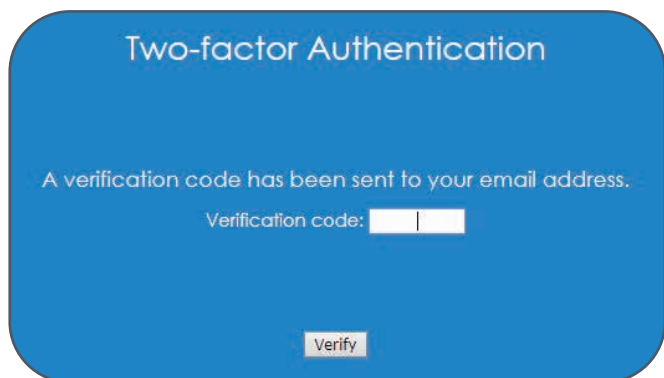 Two-factor Authentication
A verification code has been sent to your email address.
Verification code:
Verify